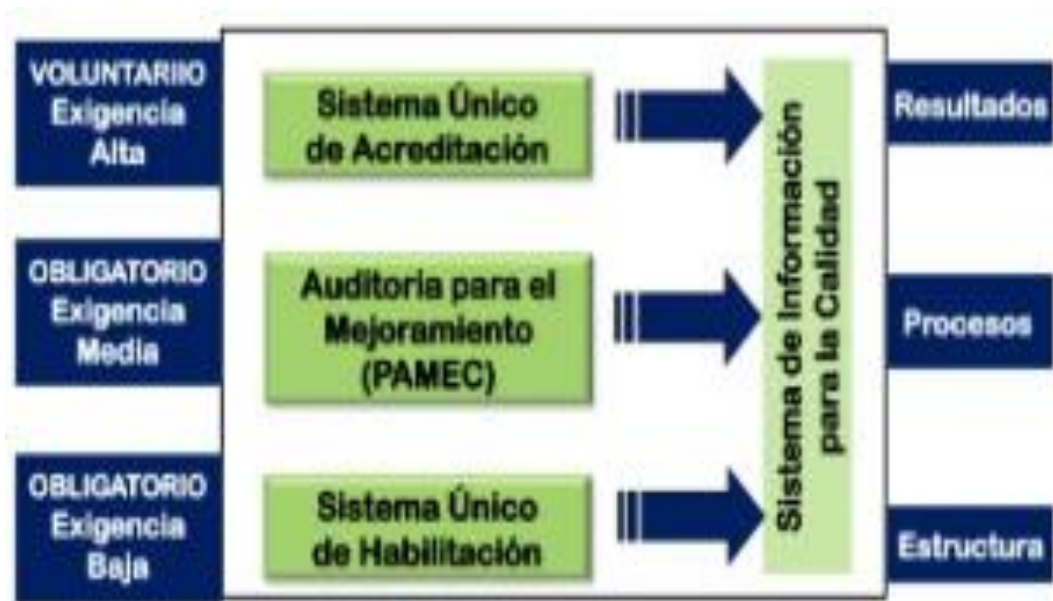 VOLUNTARIIO
Exigencia
Alta
Sistema Único
de Acreditación
Resultados
OBLIGATORIO
Exigencia
Media
Auditoria para el
Mejoramiento
(PAMEC)
Procesos
OBLIGATORIO
Exigencia
Baja
Sistema Único
de Habilitación
Estructura
Sistema de Información
para la Calidad